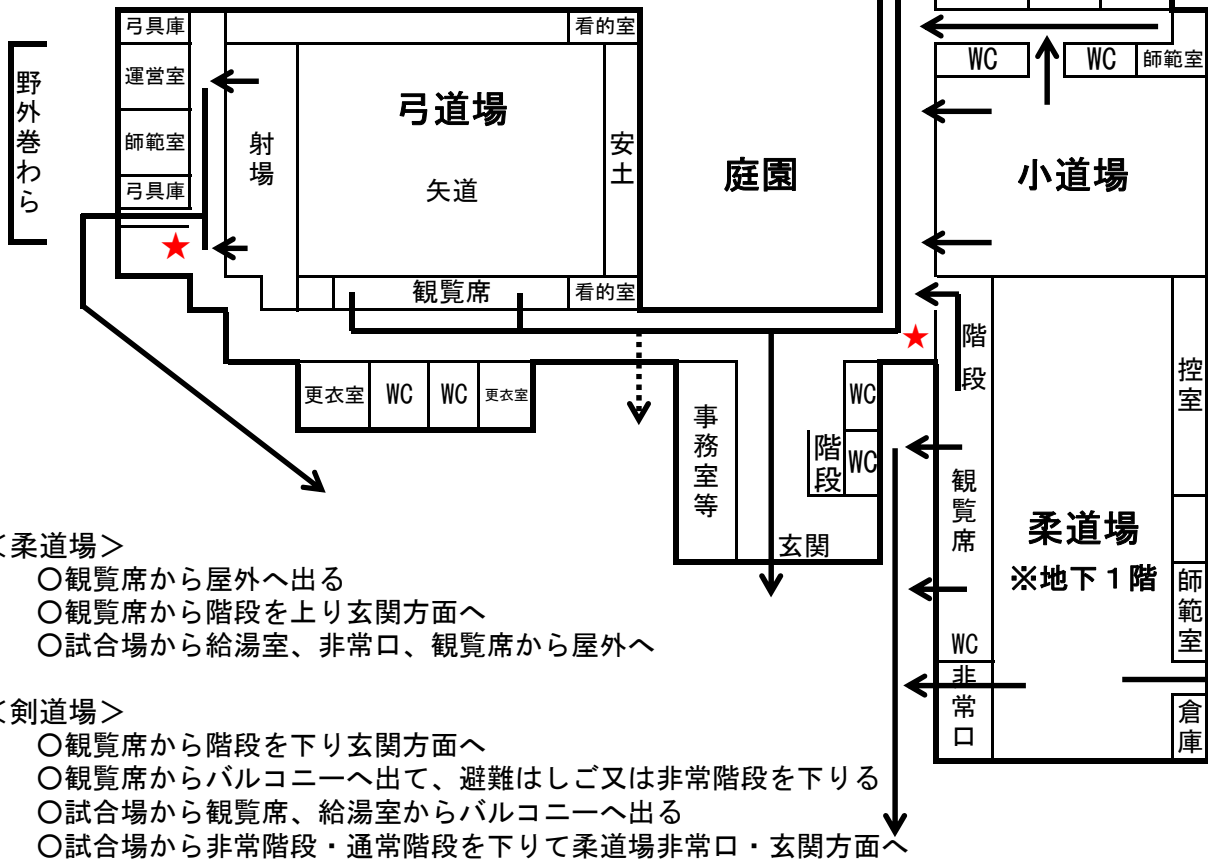 弓具庫
看的室
WC
WC
師範室
野外巻わら
運営室
弓道場
師範室
射場
安土
庭園
小道場
弓具庫
矢道
★
観覧席
看的室
★
階段
控室
更衣室
WC
WC
更衣室
事務室等
WC
階段
WC
観覧席
柔道場
※地下１階
玄関
師範室
WC
非常口
倉庫
<柔道場>
○観覧席から屋外へ出る
○観覧席から階段を上り玄関方面へ
○試合場から給湯室、非常口、観覧席から屋外へ
<剣道場>
○観覧席から階段を下り玄関方面へ
○観覧席からバルコニーへ出て、避難はしご又は非常階段を下りる
○試合場から観覧席、給湯室からバルコニーへ出る
○試合場から非常階段・通常階段を下りて柔道場非常口・玄関方面へ